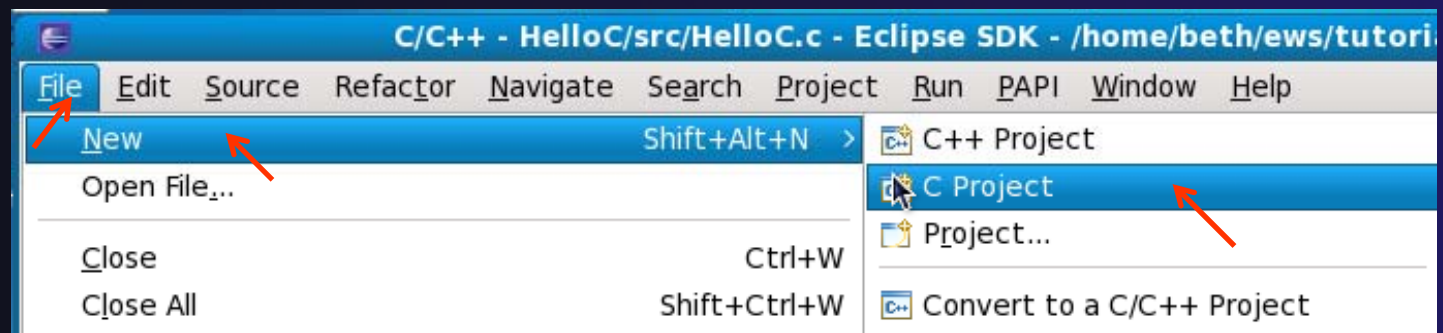 C/C++ - HelloC/src/HelloC.c - Eclipse SDK - /home/beth/ews/tutori
File Edit Source Refactor Navigate Search Project Run PAPI Window Help
New Shift+Alt+N >
Open File...
Close Ctrl+W
Close All Shift+Ctrl+W
C++ Project
C Project
Project...
Convert to a C/C++ Project